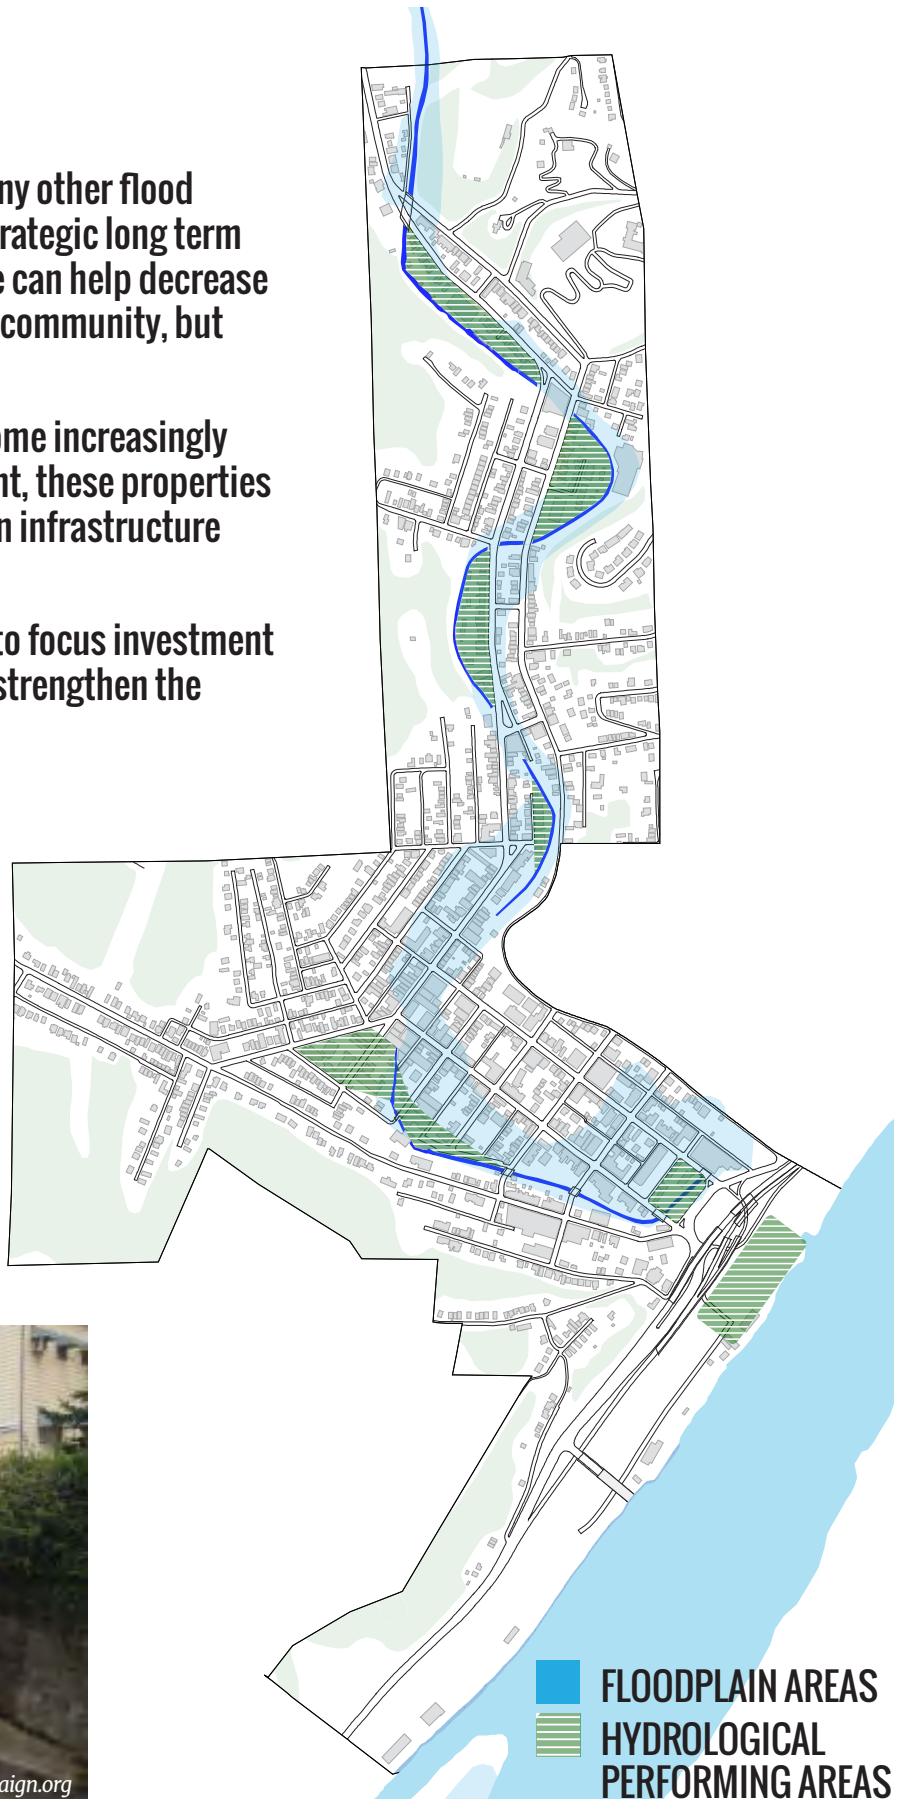 ny other flood
rategic long term
e can help decrease
community, but
ome increasingly
nt, these properties
n infrastructure
to focus investment
strengthen the
aign.org
FLOODPLAIN AREAS
HYDROLOGICAL
PERFORMING AREAS